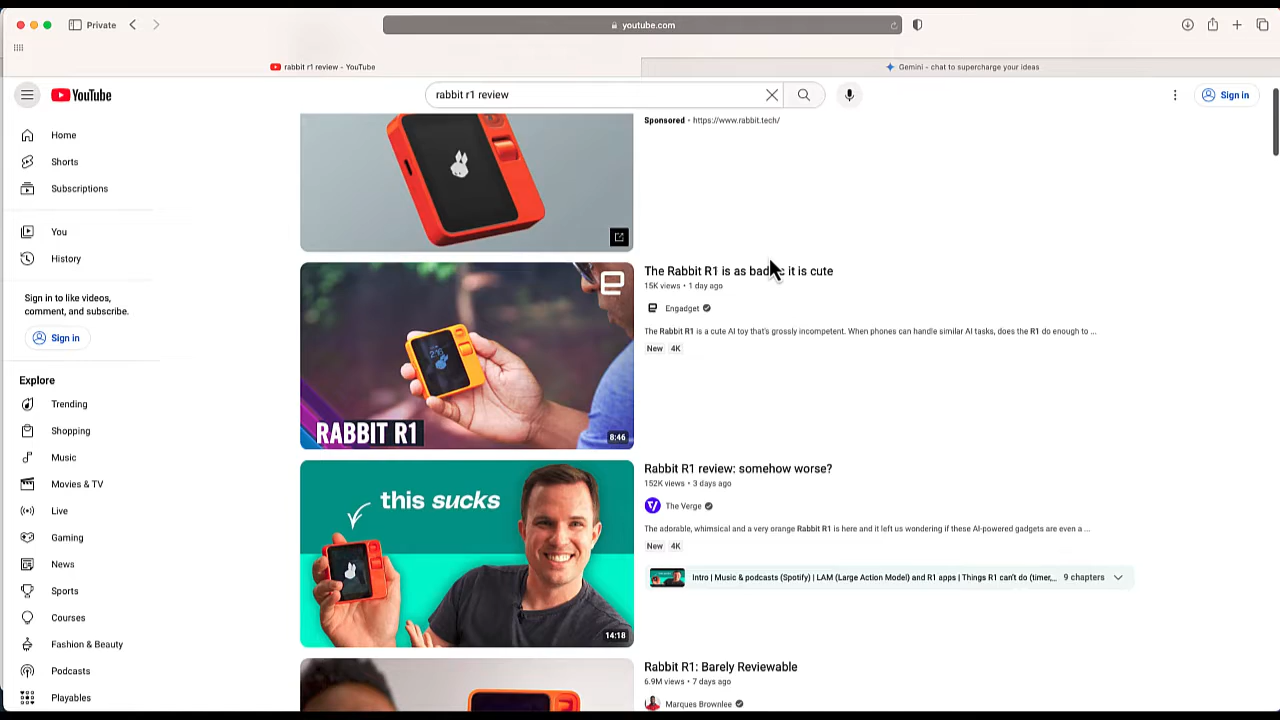 Private
youtube.com
rabbit r1 review - YouTube
Gemini - chat to supercharge your ideas
YouTube
rabbit r1 review
Sign in
Home
Shorts
Subscriptions
You
History
Sign in to like videos,
comment, and subscribe.
Sign in
Explore
Trending
Shopping
Music
Movies & TV
Live
Gaming
News
Sports
Courses
Fashion & Beauty
Podcasts
Playables
Sponsored • https://www.rabbit.tech/
RABBIT R1
8:46
The Rabbit R1 is as bad it is cute
15K views • 1 day ago
Engadget
The Rabbit R1 is a cute AI toy that's grossly incompetent. When phones can handle similar AI tasks, does the R1 do enough to ...
New 4K
this sucks
14:18
Rabbit R1 review: somehow worse?
152K views • 3 days ago
The Verge
The adorable, whimsical and a very orange Rabbit R1 is here and it left us wondering if these AI-powered gadgets are even a ...
New 4K
Intro | Music & podcasts (Spotify) | LAM (Large Action Model) and R1 apps | Things R1 can't do (timer,... 9 chapters
Rabbit R1: Barely Reviewable
6.9M views • 7 days ago
Marques Brownlee